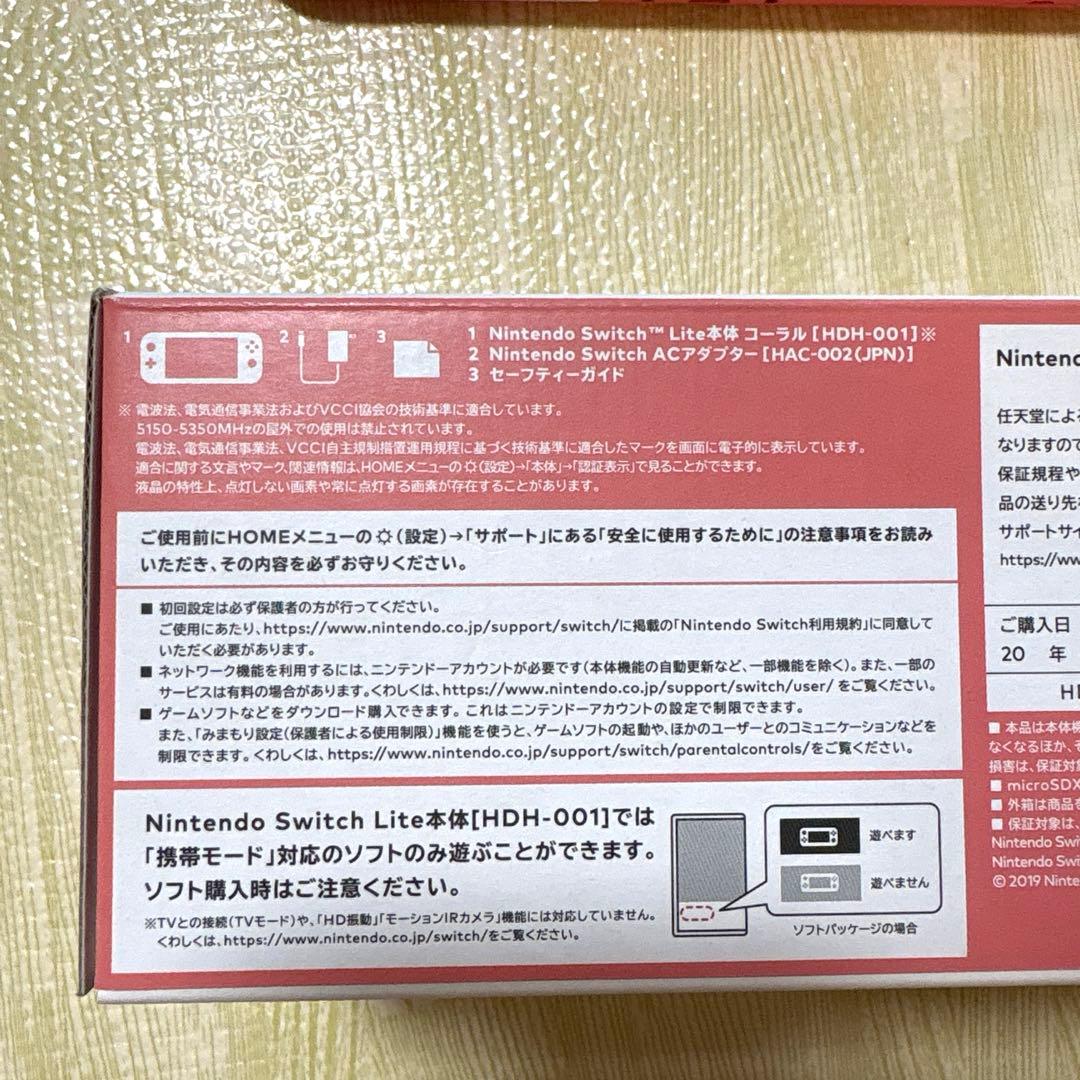 1
2
3
1 Nintendo Switch™ Lite本体 コーラル [HDH-001]※
2 Nintendo Switch ACアダプター [HAC-002(JPN)]
3 セーフティーガイド
※ 電波法、電気通信事業法およびVCCI協会の技術基準に適合しています。
5150-5350MHzの屋外での使用は禁止されています。
電波法、電気通信事業法、VCCI自主規制措置運用規程に基づく技術基準に適合したマークを画面に電子的に表示しています。
適合に関する文言やマーク、関連情報は、HOMEメニューの(設定)→「本体」→「認証表示」で見ることができます。
液晶の特性上、点灯しない画素や常に点灯する画素が存在することがあります。
ご使用前にHOMEメニューの(設定)→「サポート」にある「安全に使用するために」の注意事項をお読み
いただき、その内容を必ずお守りください。
■ 初回設定は必ず保護者の方が行ってください。
ご使用にあたり、https://www.nintendo.co.jp/support/switch/に掲載の「Nintendo Switch利用規約」に同意して
いただく必要があります。
■ ネットワーク機能を利用するには、ニンテンドーアカウントが必要です(本体機能の自動更新など、一部機能を除く)。また、一部の
サービスは有料の場合があります。くわしくは、https://www.nintendo.co.jp/support/switch/user/ をご覧ください。
■ ゲームソフトなどをダウンロード購入できます。これはニンテンドーアカウントの設定で制限できます。
また、「みまもり設定(保護者による使用制限)」機能を使うと、ゲームソフトの起動や、ほかのユーザーとのコミュニケーションなどを
制限できます。くわしくは、https://www.nintendo.co.jp/support/switch/parentalcontrols/をご覧ください。
Nintendo Switch Lite本体[HDH-001]では
「携帯モード」対応のソフトのみ遊ぶことができます。
ソフト購入時はご注意ください。
※TVとの接続(TVモード)や、「HD振動」「モーションIRカメラ」機能には対応していません。
くわしくは、https://www.nintendo.co.jp/switch/をご覧ください。
遊べます
遊べません
ソフトパッケージの場合
Nintendo
任天堂による
なりますので
保証規程や
品の送り先
サポートサイ
https://ww
ご購入日
20 年
■ 本品は本体機
なくなるほか、そ
損害は、保証対
■ microSDX
■ 外箱は商品
■ 保証対象は、
Nintendo Swi
Nintendo Swi
© 2019 Ninte